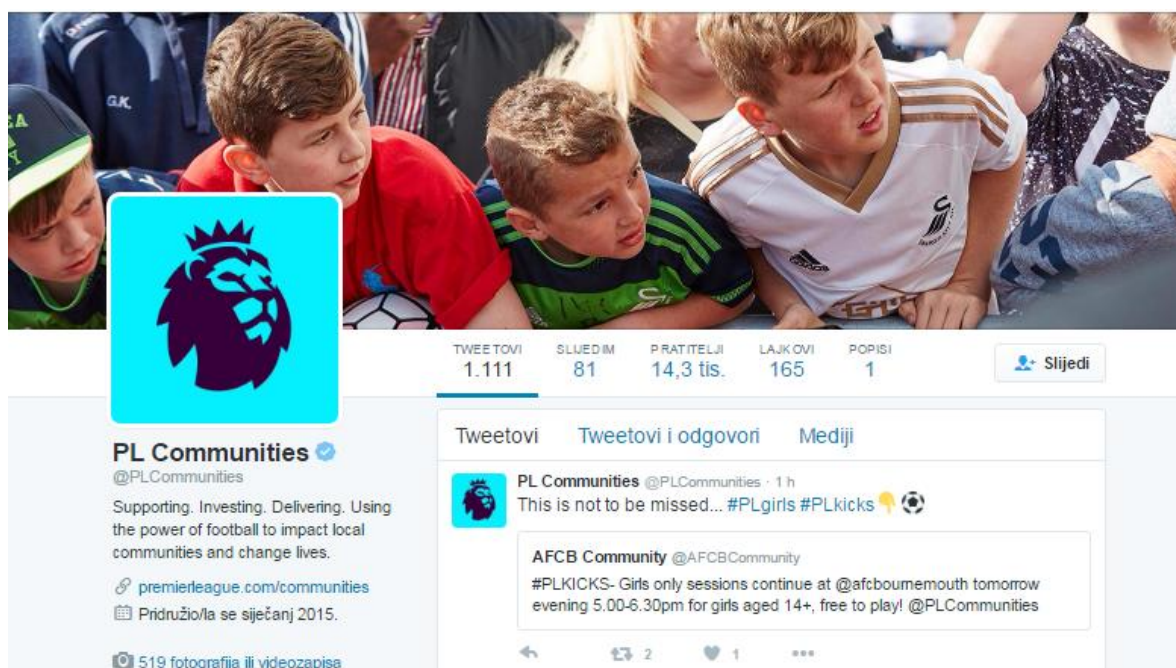 G.K.
TWEETOVI
1.111
SLIJEDIM
81
PRATITELJI
14,3 tis.
LAJKOVI
165
POPISI
1
Slijedi
PL Communities
@PLCommunities
Supporting. Investing. Delivering. Using
the power of football to impact local
communities and change lives.
premierleague.com/communities
Pridružio/la se siječanj 2015.
519 fotografija ili videozapisa
Tweetovi Tweetovi i odgovori Mediji
PL Communities @PLCommunities · 1 h
This is not to be missed... #PLgirls #PLkicks👇⚽
AFCB Community @AFCBCommunity
#PLKICKS- Girls only sessions continue at @afcbournemouth tomorrow
evening 5.00-6.30pm for girls aged 14+, free to play! @PLCommunities
2 1